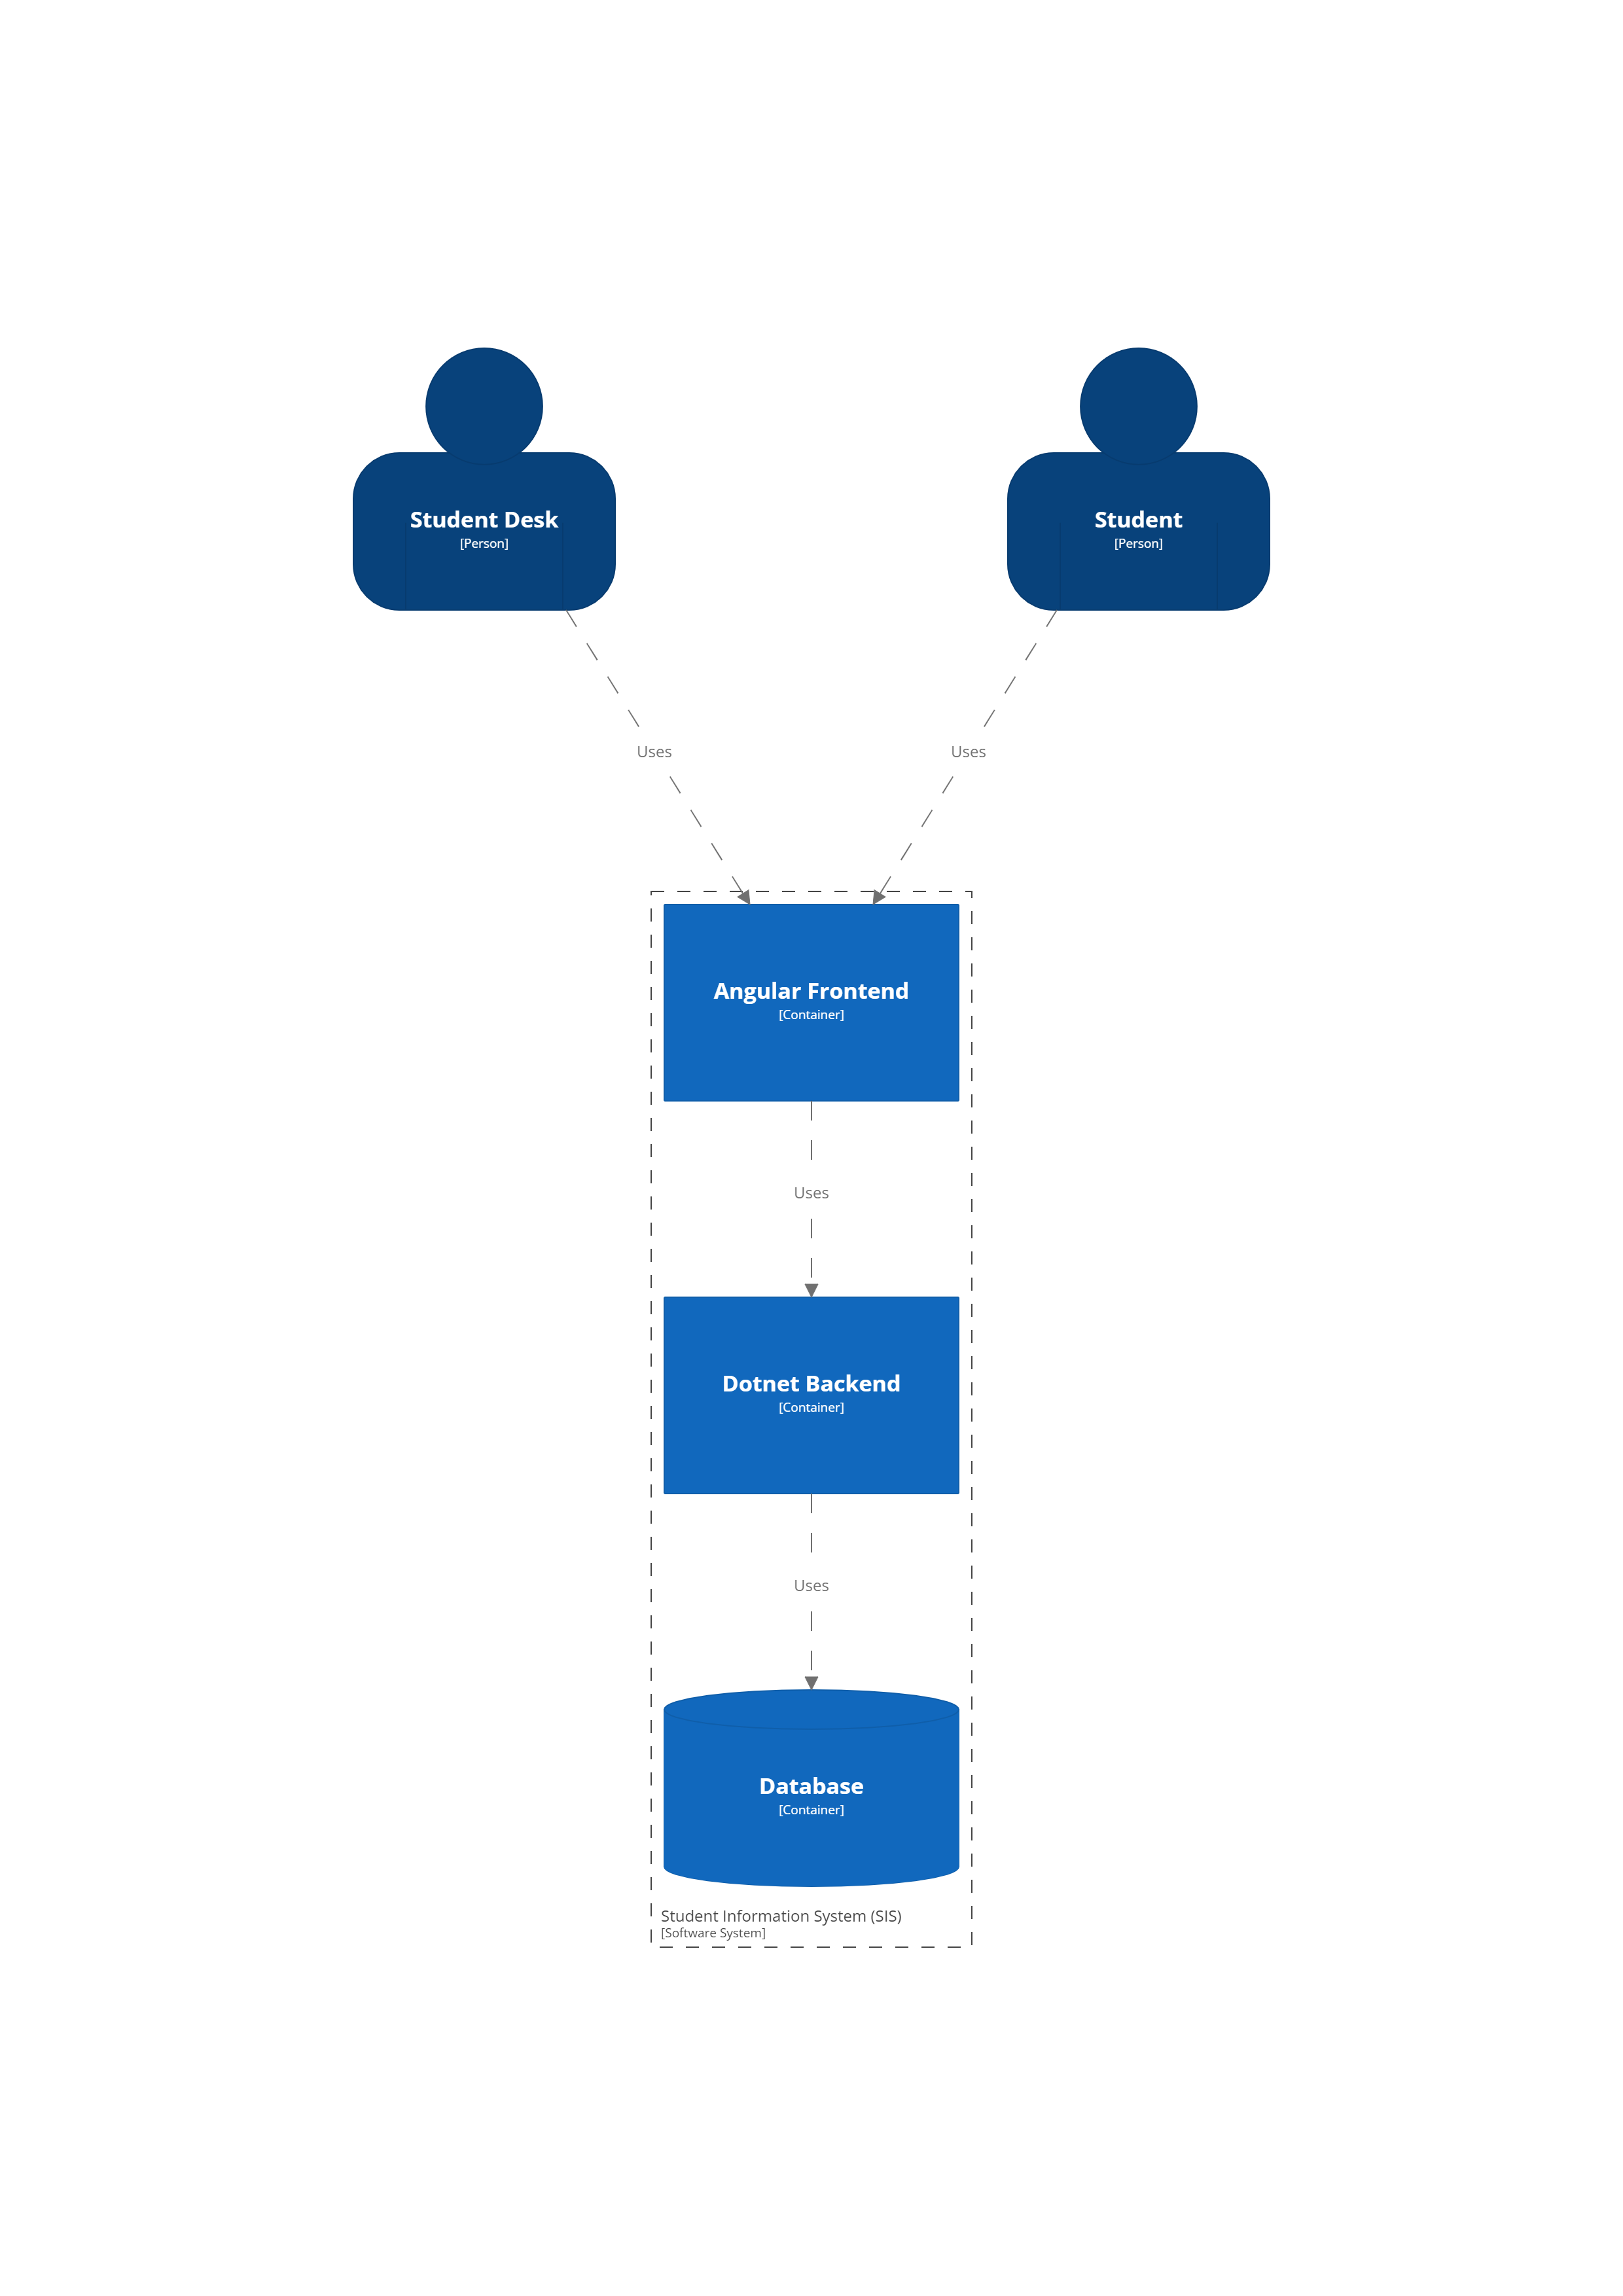 Student Desk
[Person]
Student
[Person]
Uses
Uses
Angular Frontend
[Container]
Uses
Dotnet Backend
[Container]
Uses
Database
[Container]
Student Information System (SIS)
[Software System]